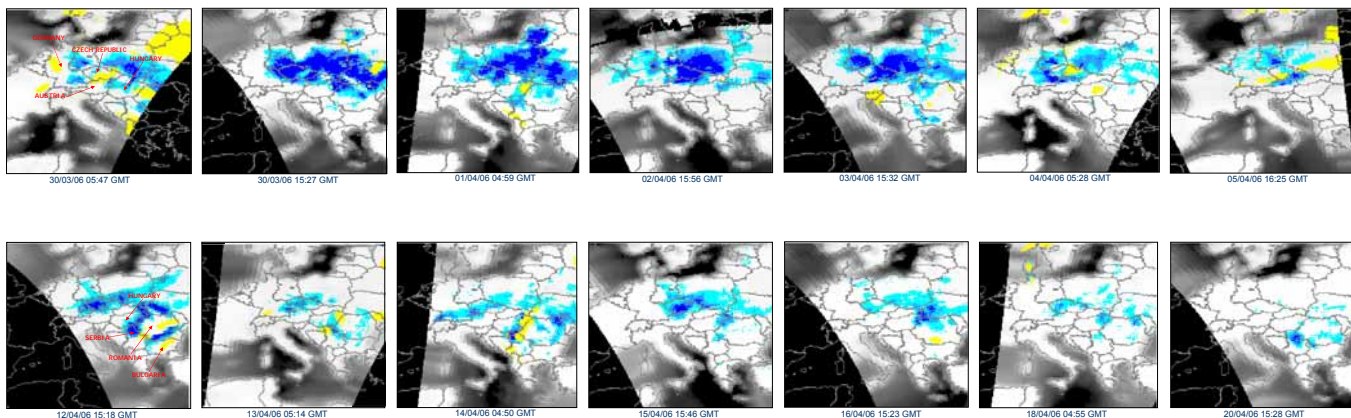 GERMANY
CZECH REPUBLIC
HUNGARY
AUSTRIA
30/03/06 05:47 GMT
30/03/06 15:27 GMT
01/04/06 04:59 GMT
02/04/06 15:56 GMT
03/04/06 15:32 GMT
04/04/06 05:28 GMT
05/04/06 16:25 GMT
HUNGARY
SERBIA
ROMANIA
BULGARIA
12/04/06 15:18 GMT
13/04/06 05:14 GMT
14/04/06 04:50 GMT
15/04/06 15:46 GMT
16/04/06 15:23 GMT
18/04/06 04:55 GMT
20/04/06 15:28 GMT